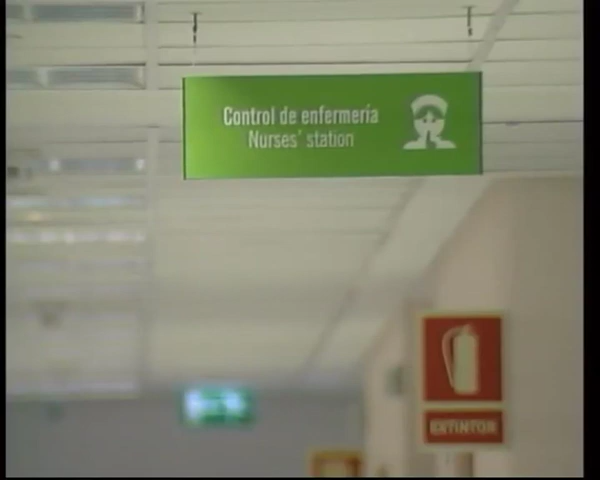 Control de enfermería
Nurses' station
EXTINTOR